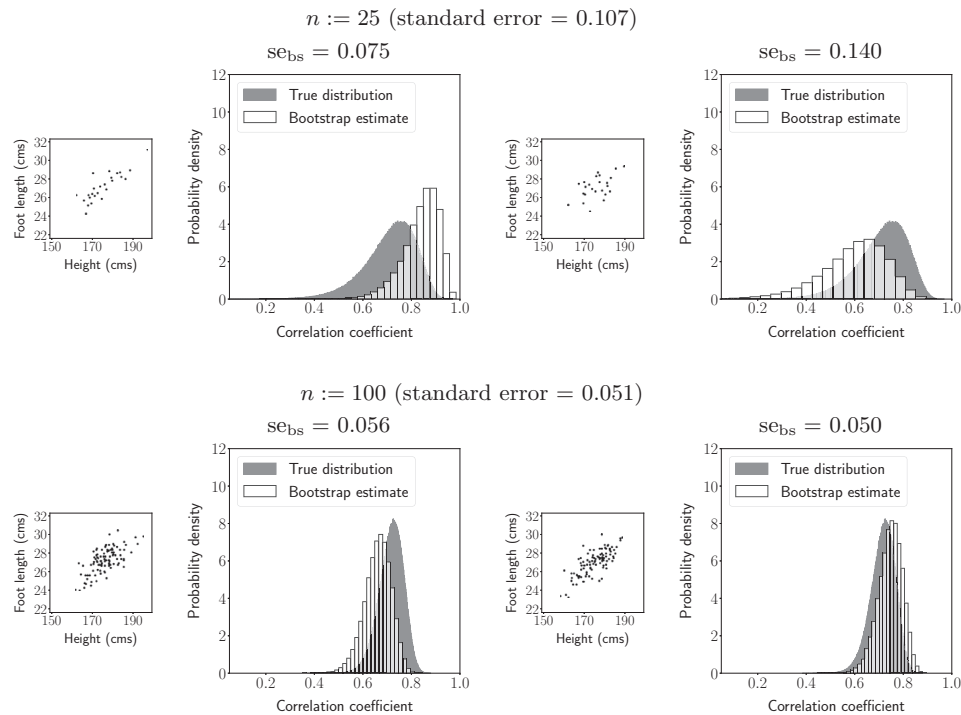 n := 25 (standard error = 0.107)
se_bs = 0.075
se_bs = 0.140
12
10
8
6
4
2
0
Probability density
True distribution
Bootstrap estimate
0.2 0.4 0.6 0.8 1.0
Correlation coefficient
32
30
28
26
24
22
Foot length (cms)
150 170 190
Height (cms)
12
10
8
6
4
2
0
Probability density
True distribution
Bootstrap estimate
0.2 0.4 0.6 0.8 1.0
Correlation coefficient
32
30
28
26
24
22
Foot length (cms)
150 170 190
Height (cms)
n := 100 (standard error = 0.051)
se_bs = 0.056
se_bs = 0.050
12
10
8
6
4
2
0
Probability density
True distribution
Bootstrap estimate
0.2 0.4 0.6 0.8 1.0
Correlation coefficient
32
30
28
26
24
22
Foot length (cms)
150 170 190
Height (cms)
12
10
8
6
4
2
0
Probability density
True distribution
Bootstrap estimate
0.2 0.4 0.6 0.8 1.0
Correlation coefficient
32
30
28
26
24
22
Foot length (cms)
150 170 190
Height (cms)